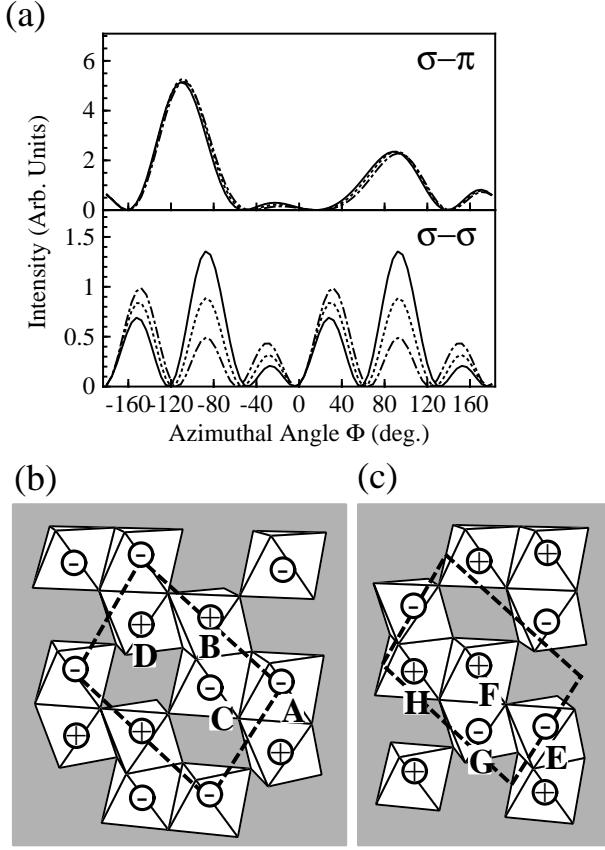 (a)
σ−π
6
4
2
0
σ−σ
1.5
1
0.5
0
Intensity (Arb. Units)
-160 -120 -80 -40 0 40 80 120 160
Azimuthal Angle Φ (deg.)
(b) (c)
- - -
+ + D B
- - - C A
+ + +
- -
+ +
- -
+ + H F
- - G E
+ +